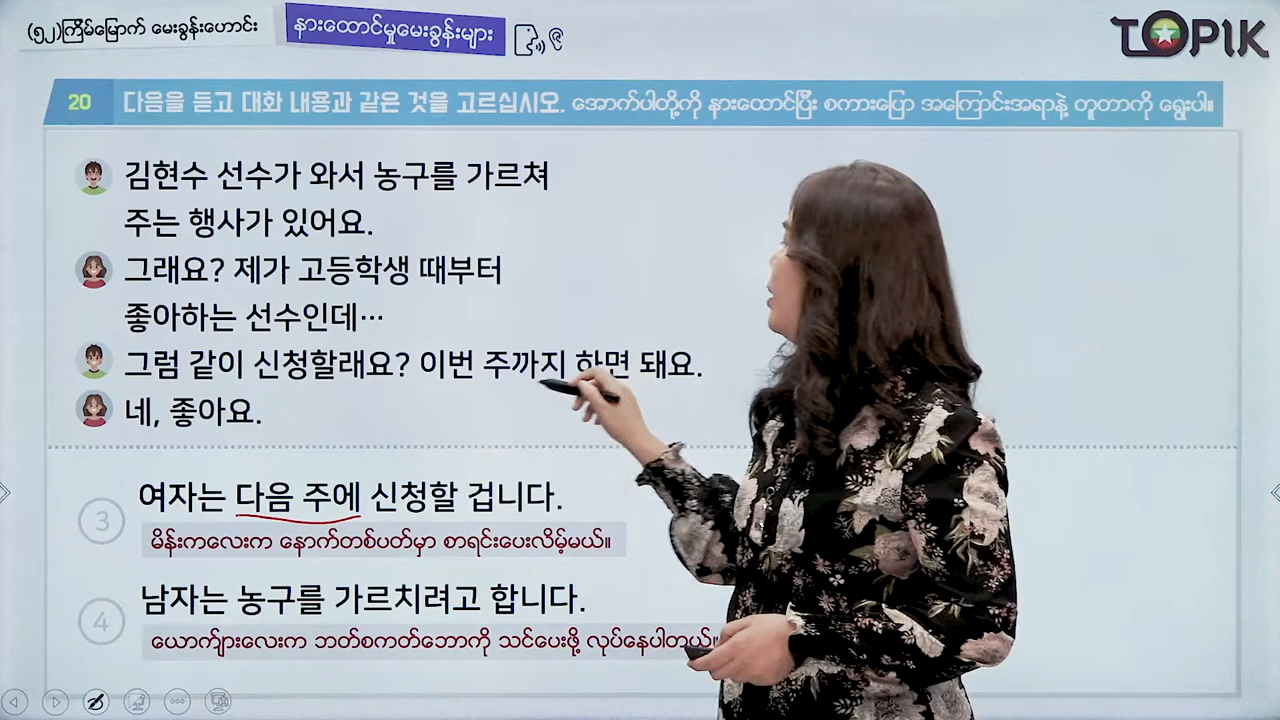 (၅၂)ကြိမ်မြောက် မေးခွန်းဟောင်း
နားထောင်မှုမေးခွန်းများ
TOPIK
20 다음을 듣고 대화 내용과 같은 것을 고르십시오. အောက်ပါတို့ကို နားထောင်ပြီး စကားပြော အကြောင်းအရာနဲ့ တူတာကို ရွေးပါ။
김현수 선수가 와서 농구를 가르쳐
주는 행사가 있어요.
그래요? 제가 고등학생 때부터
좋아하는 선수인데…
그럼 같이 신청할래요? 이번 주까지 하면 돼요.
네, 좋아요.
3 여자는 다음 주에 신청할 겁니다.
မိန်းကလေးက နောက်တစ်ပတ်မှာ စာရင်းပေးလိမ့်မယ်။
4 남자는 농구를 가르치려고 합니다.
ယောကျ်ားလေးက ဘတ်စကတ်ဘောကို သင်ပေးဖို့ လုပ်နေပါတယ်။